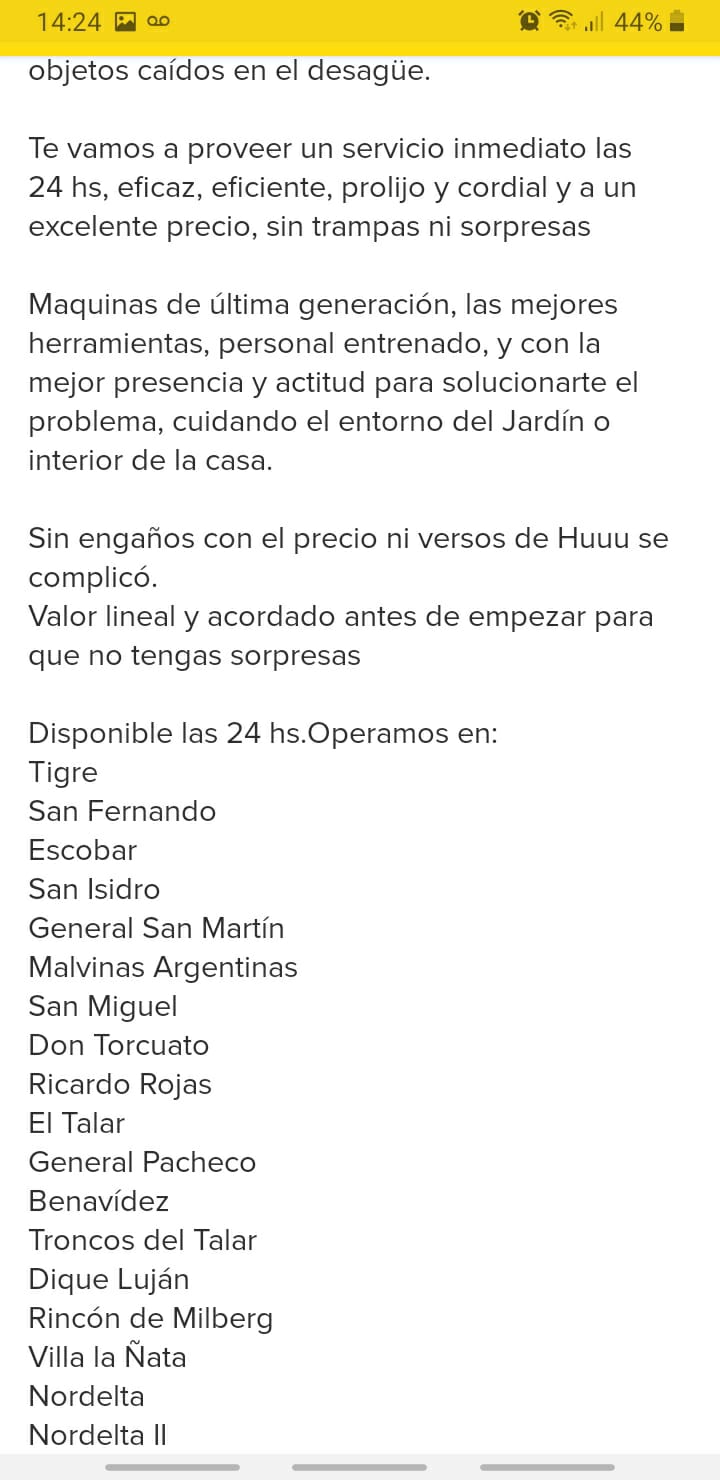 14:24
44%
objetos caídos en el desagüe.
Te vamos a proveer un servicio inmediato las
24 hs, eficaz, eficiente, prolijo y cordial y a un
excelente precio, sin trampas ni sorpresas
Maquinas de última generación, las mejores
herramientas, personal entrenado, y con la
mejor presencia y actitud para solucionarte el
problema, cuidando el entorno del Jardín o
interior de la casa.
Sin engaños con el precio ni versos de Huuu se
complicó.
Valor lineal y acordado antes de empezar para
que no tengas sorpresas
Disponible las 24 hs.Operamos en:
Tigre
San Fernando
Escobar
San Isidro
General San Martín
Malvinas Argentinas
San Miguel
Don Torcuato
Ricardo Rojas
El Talar
General Pacheco
Benavídez
Troncos del Talar
Dique Luján
Rincón de Milberg
Villa la Ñata
Nordelta
Nordelta II